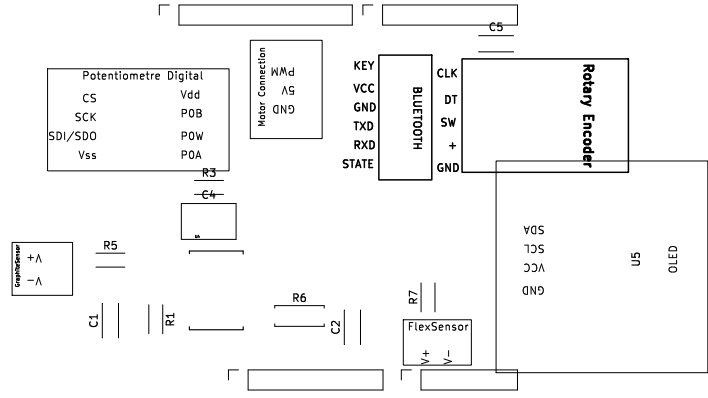 C5
Motor Connection
PWM
5V
GND
KEY
VCC
GND
TXD
RXD
STATE
BLUETOOTH
CLK
DT
SW
+
GND
Rotary Encoder
Potentiometre Digital
CS
SCK
SDI/SDO
Vss
Vdd
P0B
P0W
P0A
R3
C4
GraphiteSensor
V+
V-
R5
SDA
SCL
VCC
GND
U5
OLED
C1
R1
R6
C2
R7
FlexSensor
V+
V-